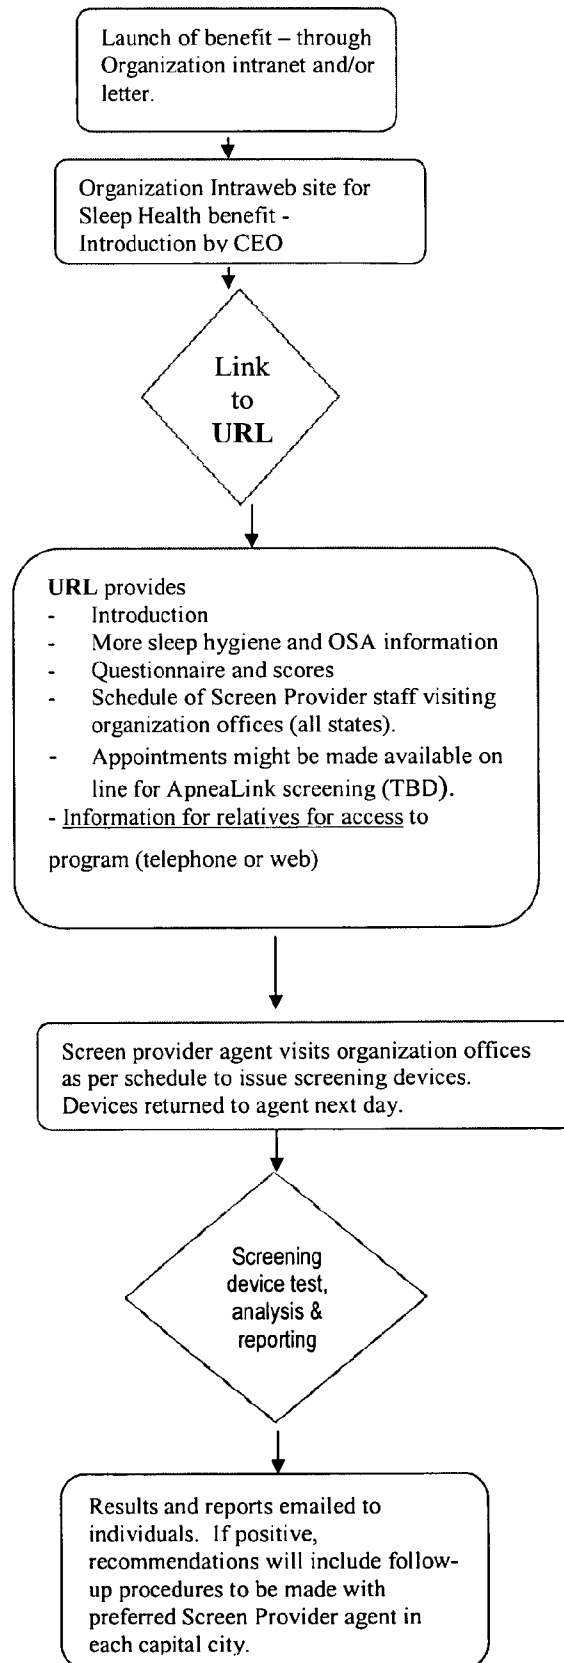 Launch of benefit – through
Organization intranet and/or
letter.
Organization Intraweb site for
Sleep Health benefit -
Introduction by CEO
Link
to
URL
URL provides
- Introduction
- More sleep hygiene and OSA information
- Questionnaire and scores
- Schedule of Screen Provider staff visiting
organization offices (all states).
- Appointments might be made available on
line for ApneaLink screening (TBD).
- Information for relatives for access to
program (telephone or web)
Screen provider agent visits organization offices
as per schedule to issue screening devices.
Devices returned to agent next day.
Screening
device test,
analysis &
reporting
Results and reports emailed to
individuals. If positive,
recommendations will include follow-
up procedures to be made with
preferred Screen Provider agent in
each capital city.